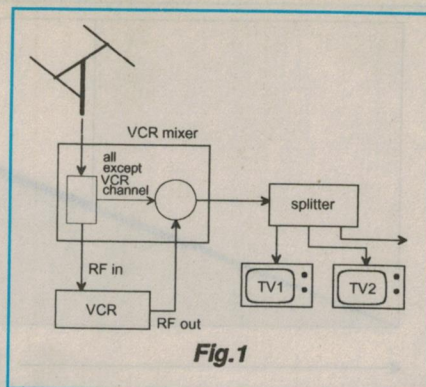 VCR mixer
all
except
VCR
channel
splitter
RF in
TV1
TV2
VCR
RF out
Fig.1